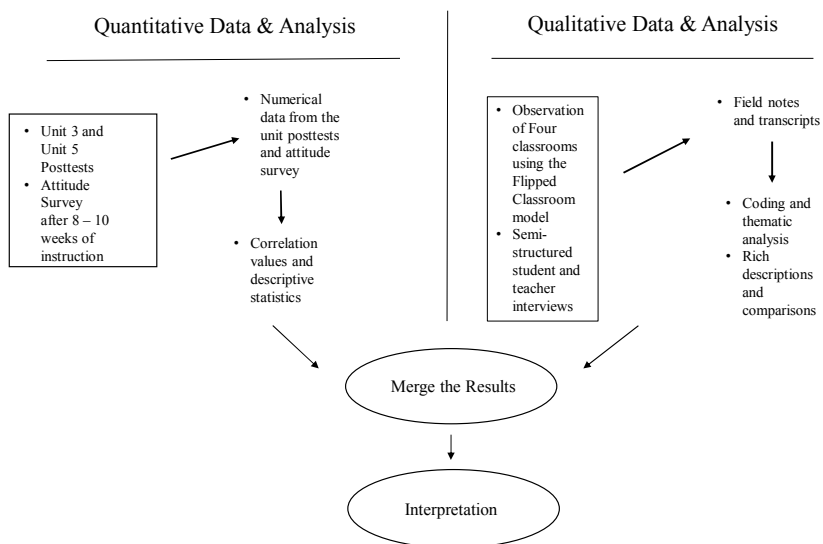 Quantitative Data & Analysis
• Unit 3 and
Unit 5
Posttests
• Attitude
Survey
after 8 – 10
weeks of
instruction
• Numerical
data from the
unit posttests
and attitude
survey
• Correlation
values and
descriptive
statistics
Qualitative Data & Analysis
• Observation
of Four
classrooms
using the
Flipped
Classroom
model
• Semi-
structured
student and
teacher
interviews
• Field notes
and transcripts
• Coding and
thematic
analysis
• Rich
descriptions
and
comparisons
Merge the Results
Interpretation